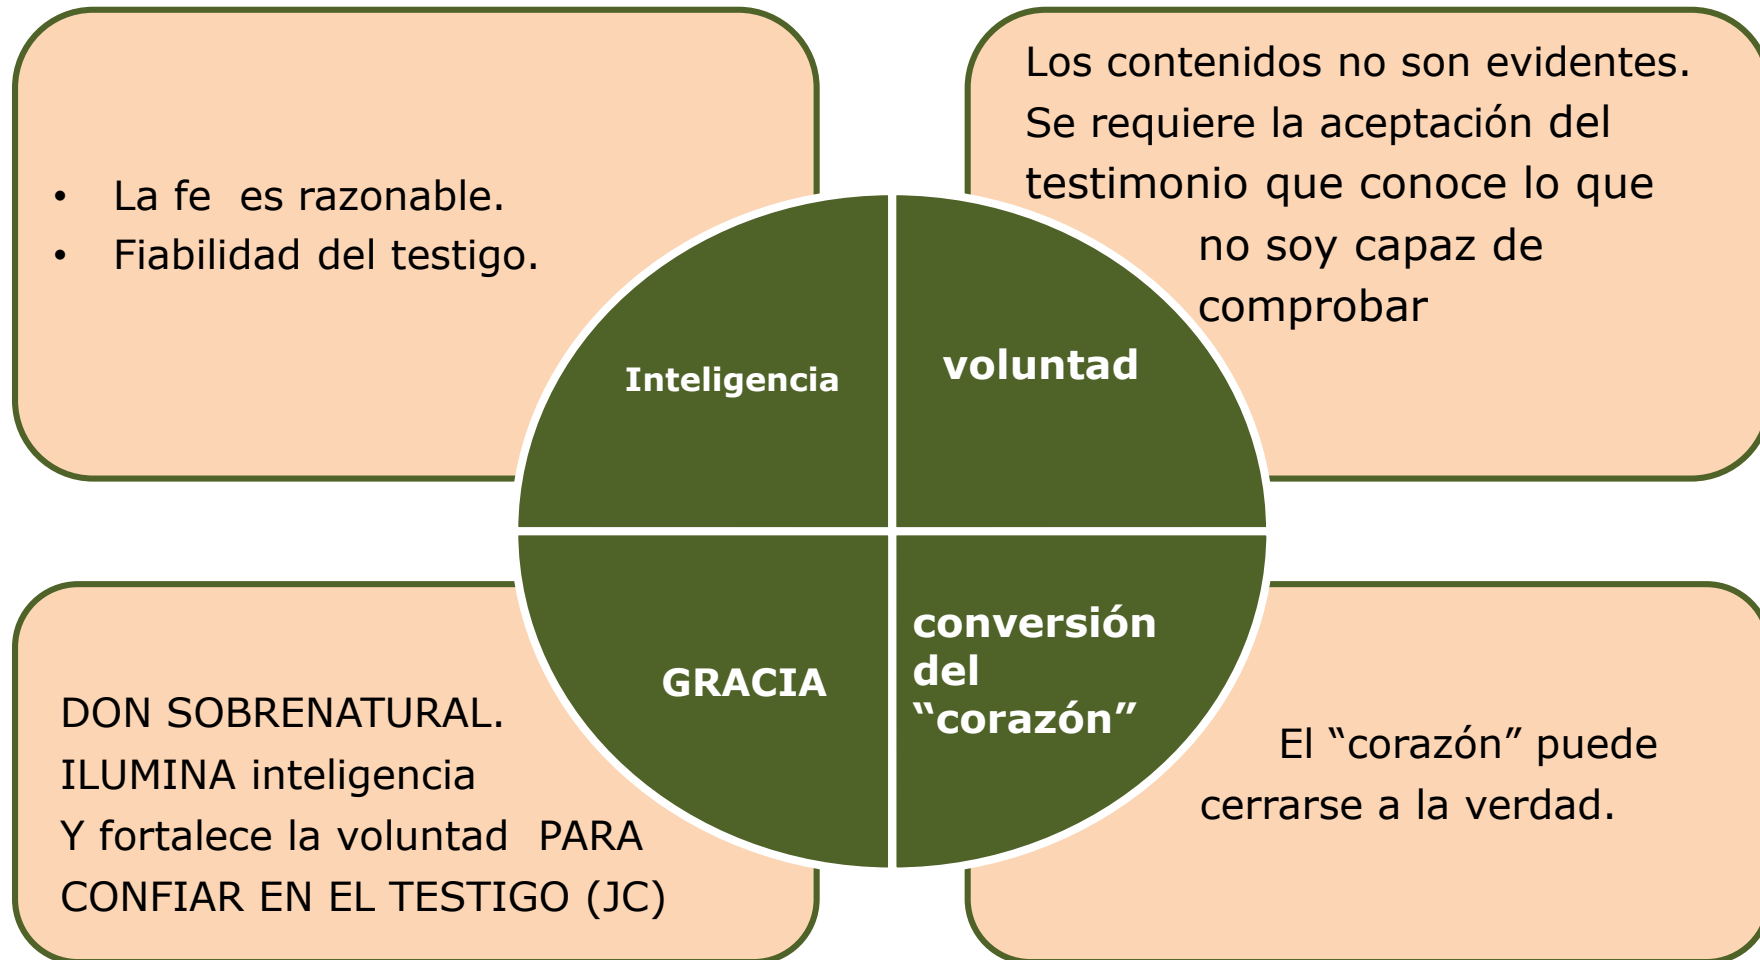 • La fe es razonable.
• Fiabilidad del testigo.
Inteligencia
Los contenidos no son evidentes.
Se requiere la aceptación del
testimonio que conoce lo que
no soy capaz de
comprobar
voluntad
DON SOBRENATURAL.
ILUMINA inteligencia
Y fortalece la voluntad PARA
CONFIAR EN EL TESTIGO (JC)
GRACIA
conversión
del
“corazón”
El “corazón” puede
cerrarse a la verdad.